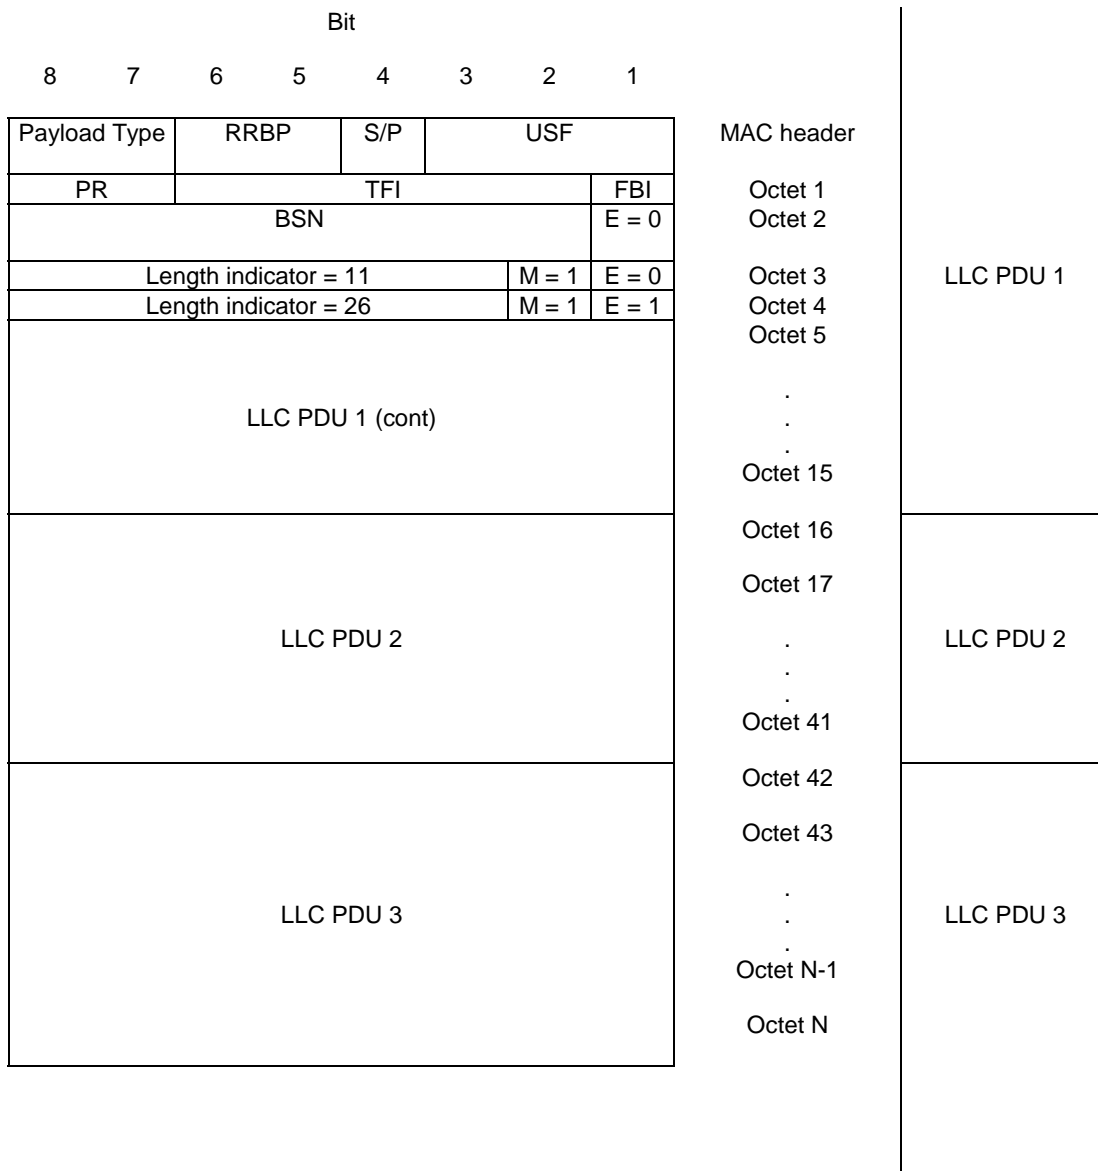 Bit
8 7 6 5 4 3 2 1
Payload Type RRBP S/P USF MAC header
PR TFI FBI Octet 1
BSN E = 0 Octet 2
Length indicator = 11 M = 1 E = 0 Octet 3 LLC PDU 1
Length indicator = 26 M = 1 E = 1 Octet 4
Octet 5
.
LLC PDU 1 (cont) .
.
Octet 15
Octet 16
Octet 17
LLC PDU 2 . LLC PDU 2
.
.
Octet 41
Octet 42
Octet 43
.
LLC PDU 3 . LLC PDU 3
.
Octet N-1
Octet N